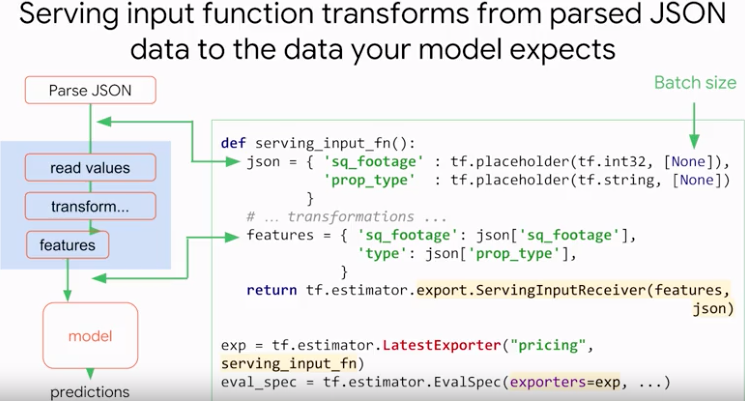 Serving input function transforms from parsed JSON
data to the data your model expects
Parse JSON
read values
transform...
features
model
predictions
Batch size
def serving_input_fn():
json = { 'sq_footage' : tf.placeholder(tf.int32, [None]),
'prop_type' : tf.placeholder(tf.string, [None])
}
# ... transformations ...
features = { 'sq_footage': json['sq_footage'],
'type': json['prop_type'],
}
return tf.estimator.export.ServingInputReceiver(features,
json)
exp = tf.estimator.LatestExporter("pricing",
serving_input_fn)
eval_spec = tf.estimator.EvalSpec(exporters=exp, ...)